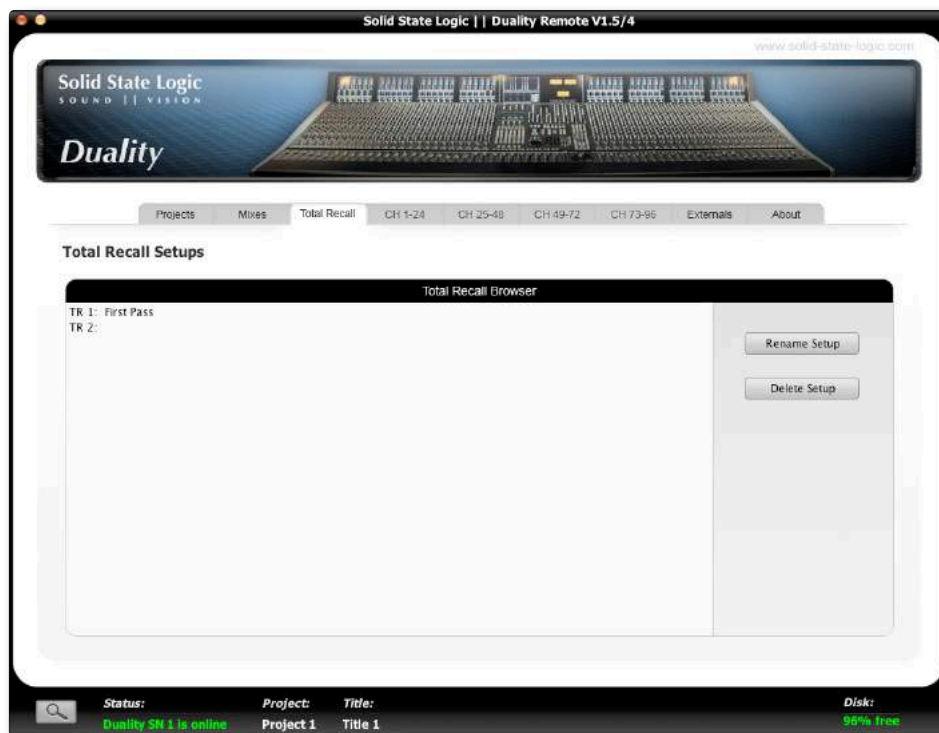 Solid State Logic || Duality Remote V1.5/4
www.solid-state-logic.com
Solid State Logic
SOUND || VISION
Duality
Projects Mixes Total Recall CH 1-24 CH 25-48 CH 49-72 CH 73-96 Externals About
Total Recall Setups
Total Recall Browser
TR 1: First Pass
TR 2:
Rename Setup
Delete Setup
Status: Project: Title: Disk:
Duality SN 1 is online Project 1 Title 1 96% free